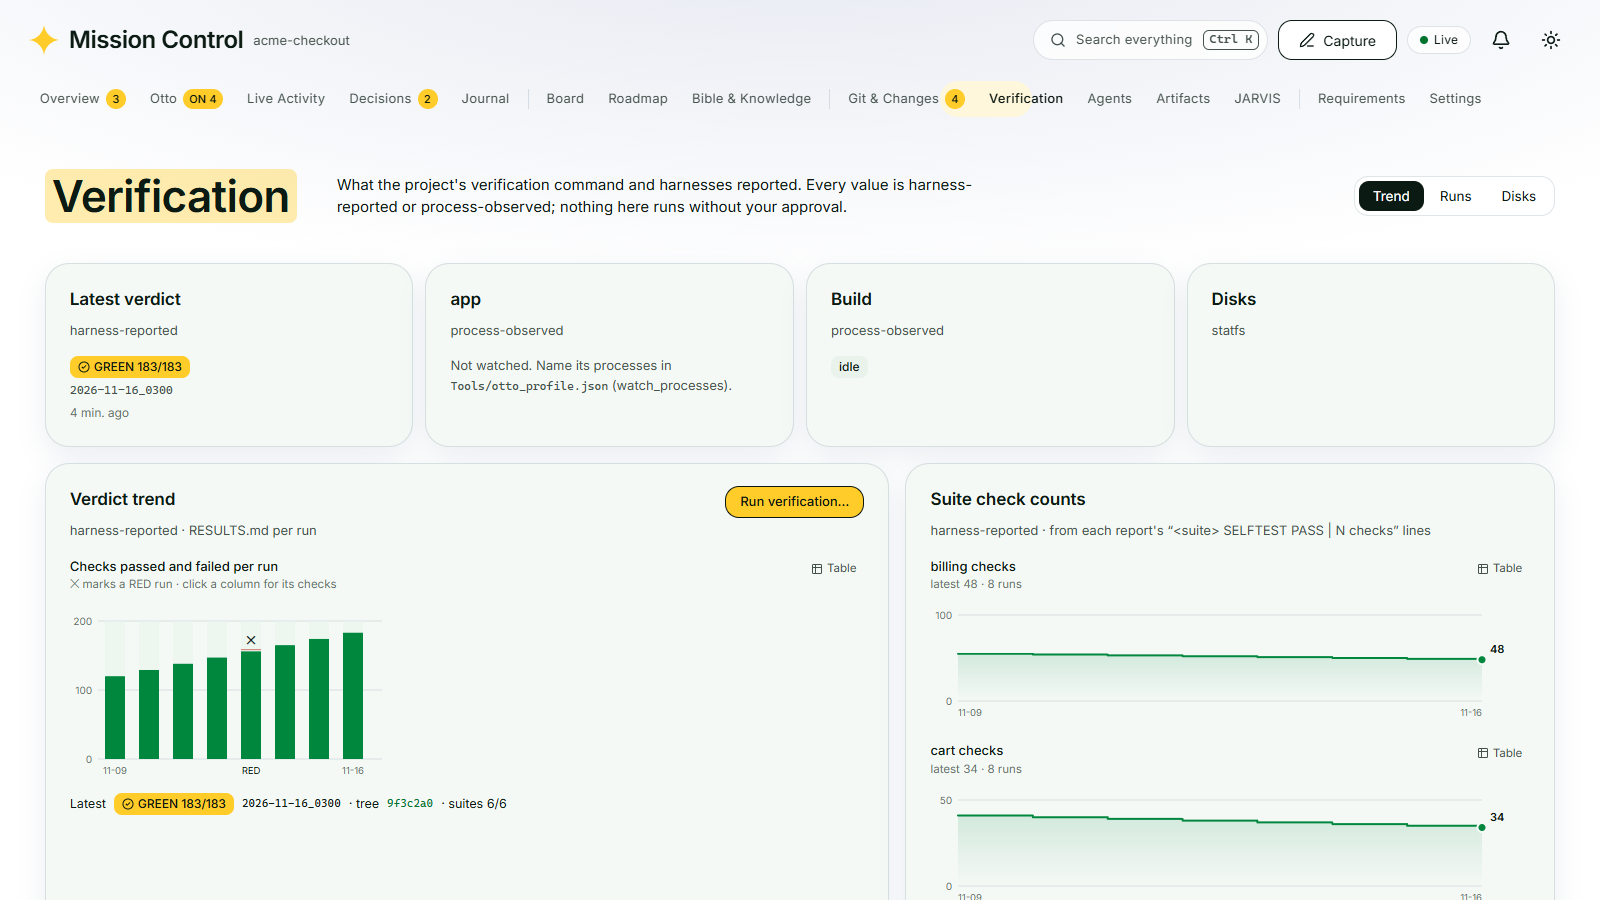 Mission Control acme-checkout
Search everything Ctrl K
Capture
Live
Overview 3 Otto ON 4 Live Activity Decisions 2 Journal Board Roadmap Bible & Knowledge Git & Changes 4 Verification Agents Artifacts JARVIS Requirements Settings
Verification
What the project's verification command and harnesses reported. Every value is harness-
reported or process-observed; nothing here runs without your approval.
Trend Runs Disks
Latest verdict
harness-reported
GREEN 183/183
2026-11-16_0300
4 min. ago
app
process-observed
Not watched. Name its processes in
Tools/otto_profile.json (watch_processes).
Build
process-observed
idle
Disks
statfs
Verdict trend
Run verification...
harness-reported · RESULTS.md per run
Checks passed and failed per run
Table
× marks a RED run · click a column for its checks
200
×
100
0
11-09 RED 11-16
Latest GREEN 183/183 2026-11-16_0300 · tree 9f3c2a0 · suites 6/6
Suite check counts
harness-reported · from each report's “<suite> SELFTEST PASS | N checks” lines
billing checks
Table
latest 48 · 8 runs
100
48
0
11-09 11-16
cart checks
Table
latest 34 · 8 runs
50
34
0
11-09 11-16